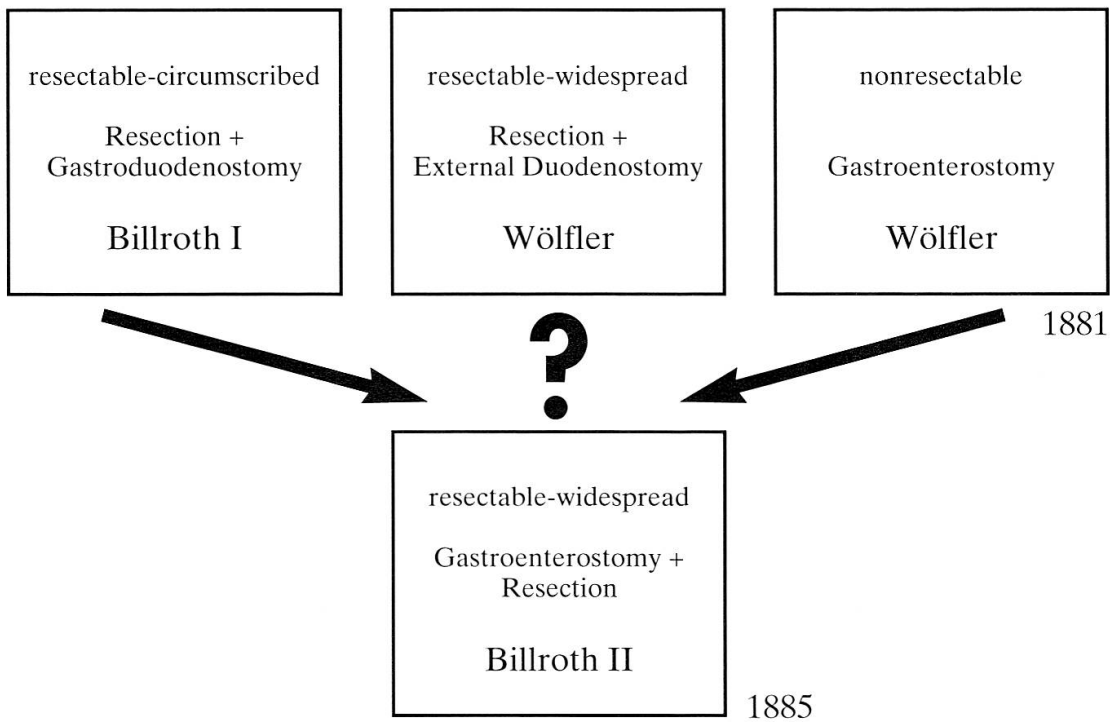 resectable-circumscribed
Resection +
Gastroduodenostomy
Billroth I
resectable-widespread
Resection +
External Duodenostomy
Wölfler
nonresectable
Gastroenterostomy
Wölfler
1881
?
resectable-widespread
Gastroenterostomy +
Resection
Billroth II
1885